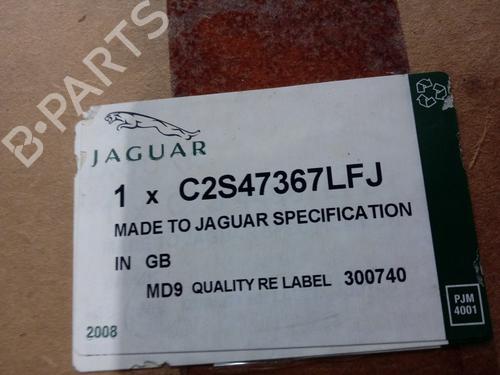 B-PARTS
JAGUAR
1 x C2S47367LFJ
MADE TO JAGUAR SPECIFICATION
IN GB
MD9 QUALITY RE LABEL 300740
2008
PJM
4001